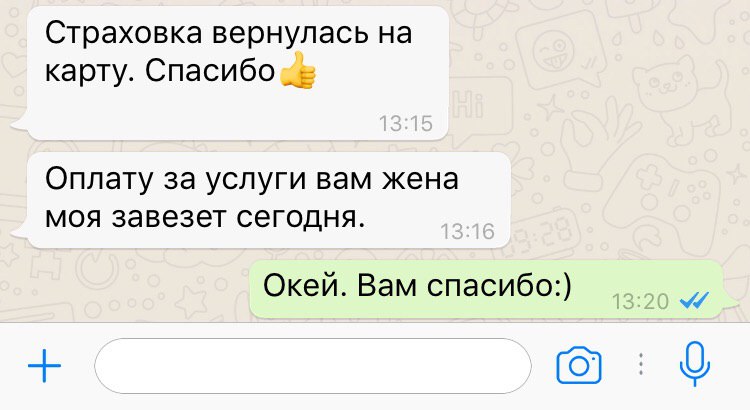 Страховка вернулась на
карту. Спасибо👍
13:15
Оплату за услуги вам жена
моя завезет сегодня.
13:16
Окей. Вам спасибо:)
13:20